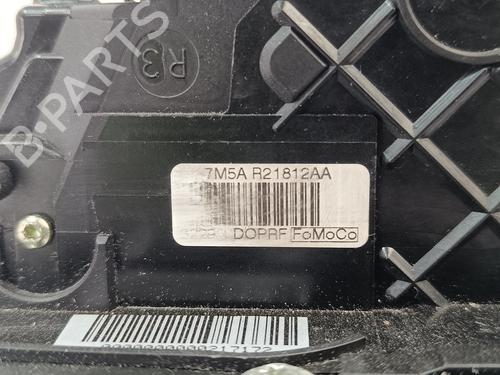 R3
B-PARTS
7M5A R21812AA
DOPRF FoMoCo